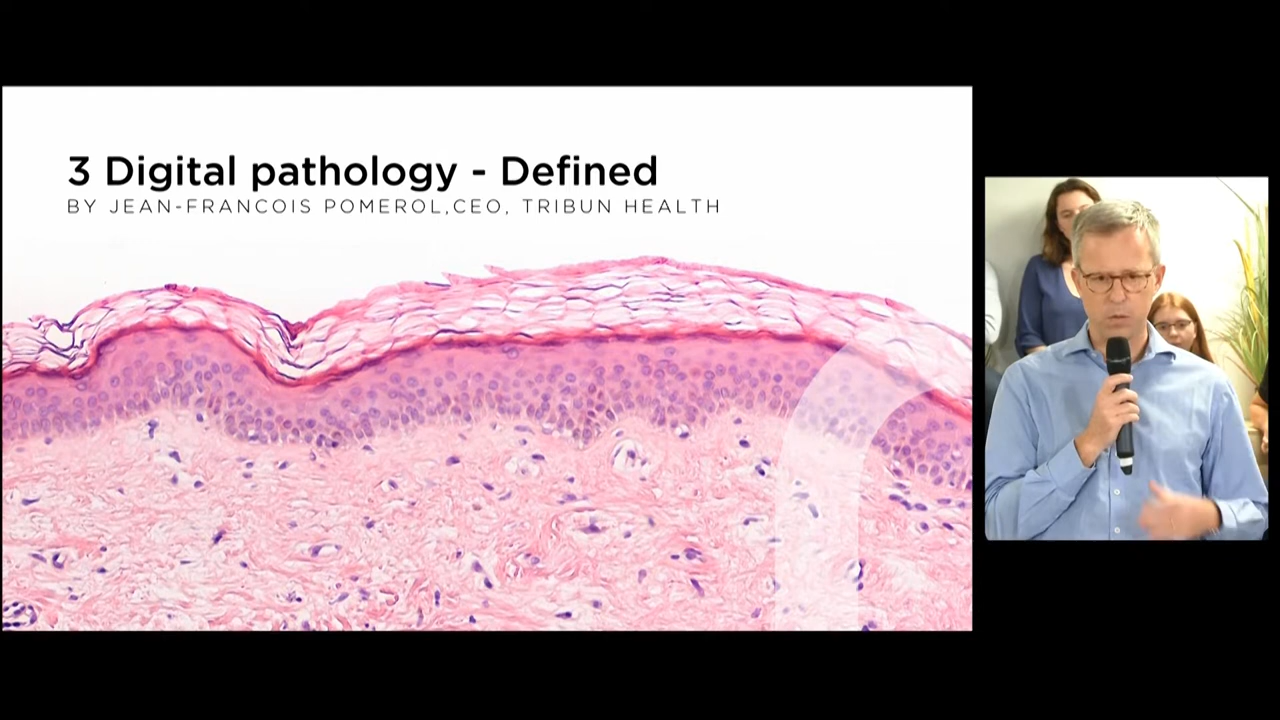 3 Digital pathology - Defined
BY JEAN-FRANCOIS POMEROL,CEO, TRIBUN HEALTH